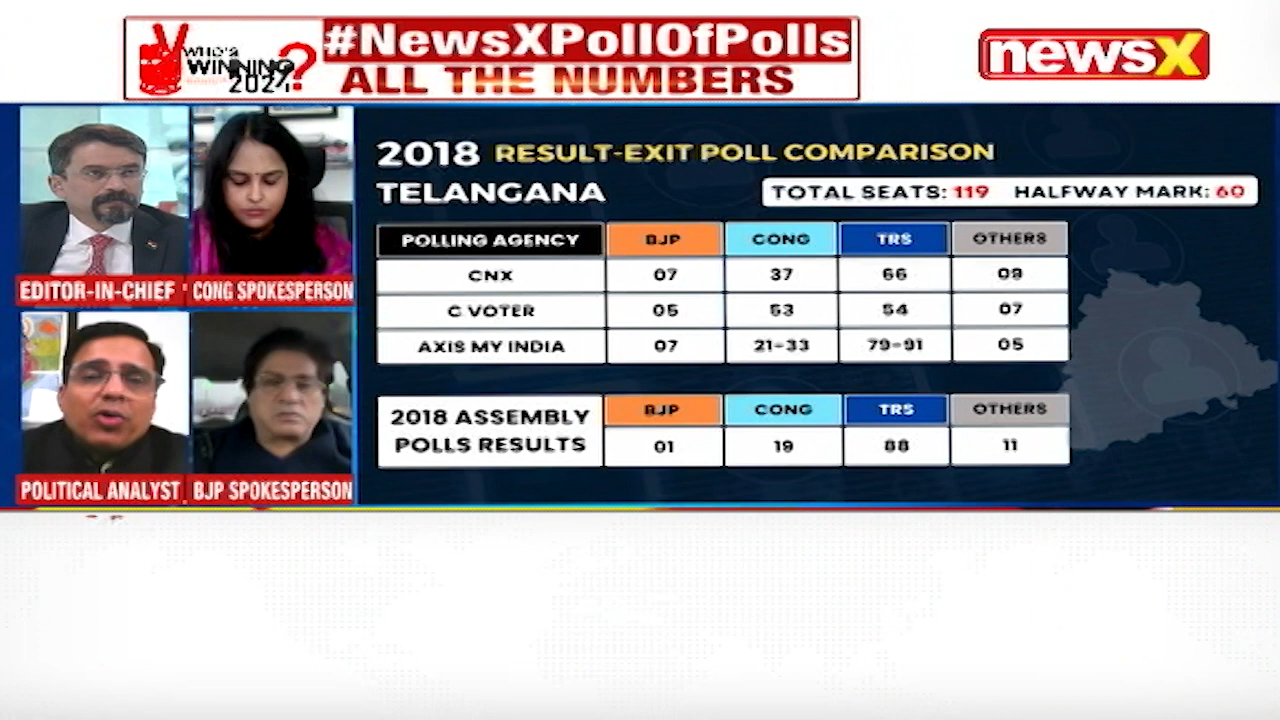 WHO'S
WINNING
202
?
#NewsXPollOfPolls
ALL THE NUMBERS
newsX
EDITOR-IN-CHIEF
CONG SPOKESPERSON
POLITICAL ANALYST
BJP SPOKESPERSON
2018 RESULT-EXIT POLL COMPARISON
TELANGANA
TOTAL SEATS: 119 HALFWAY MARK: 60
POLLING AGENCY BJP CONG TRS OTHERS
CNX 07 37 66 09
C VOTER 05 53 54 07
AXIS MY INDIA 07 21-33 79-91 05
2018 ASSEMBLY POLLS RESULTS BJP CONG TRS OTHERS
01 19 88 11